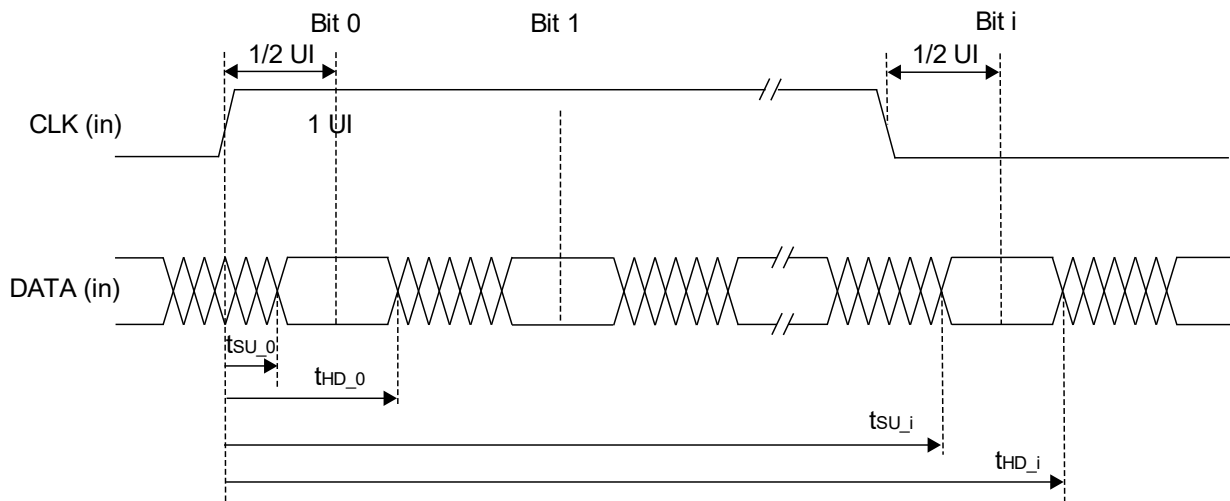 Bit 0
Bit 1
Bit i
1/2 UI
1/2 UI
CLK (in)
1 UI
DATA (in)
tSU_0
tHD_0
tSU_i
tHD_i